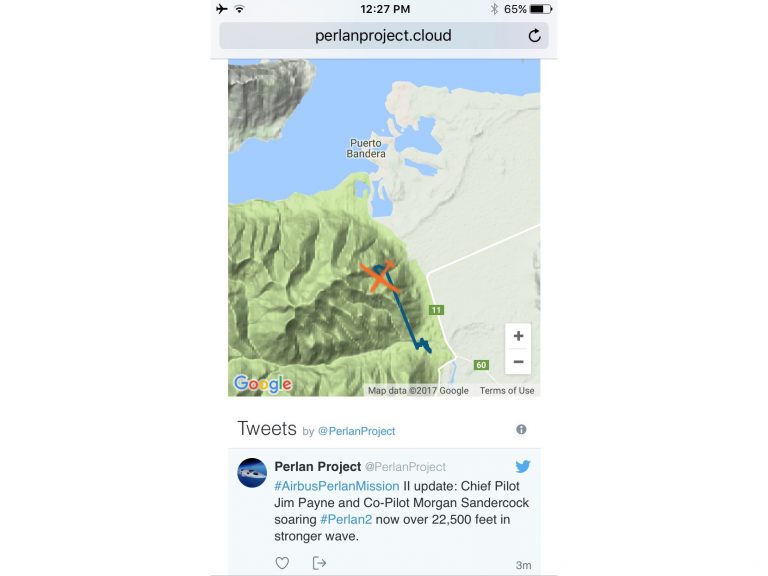 12:27 PM
65%
perlanproject.cloud
Puerto
Bandera
11
60
+
−
Google
Map data ©2017 Google Terms of Use
Tweets by @PerlanProject
Perlan Project @PerlanProject
#AirbusPerlanMission II update: Chief Pilot
Jim Payne and Co-Pilot Morgan Sandercock
soaring #Perlan2 now over 22,500 feet in
stronger wave.
3m